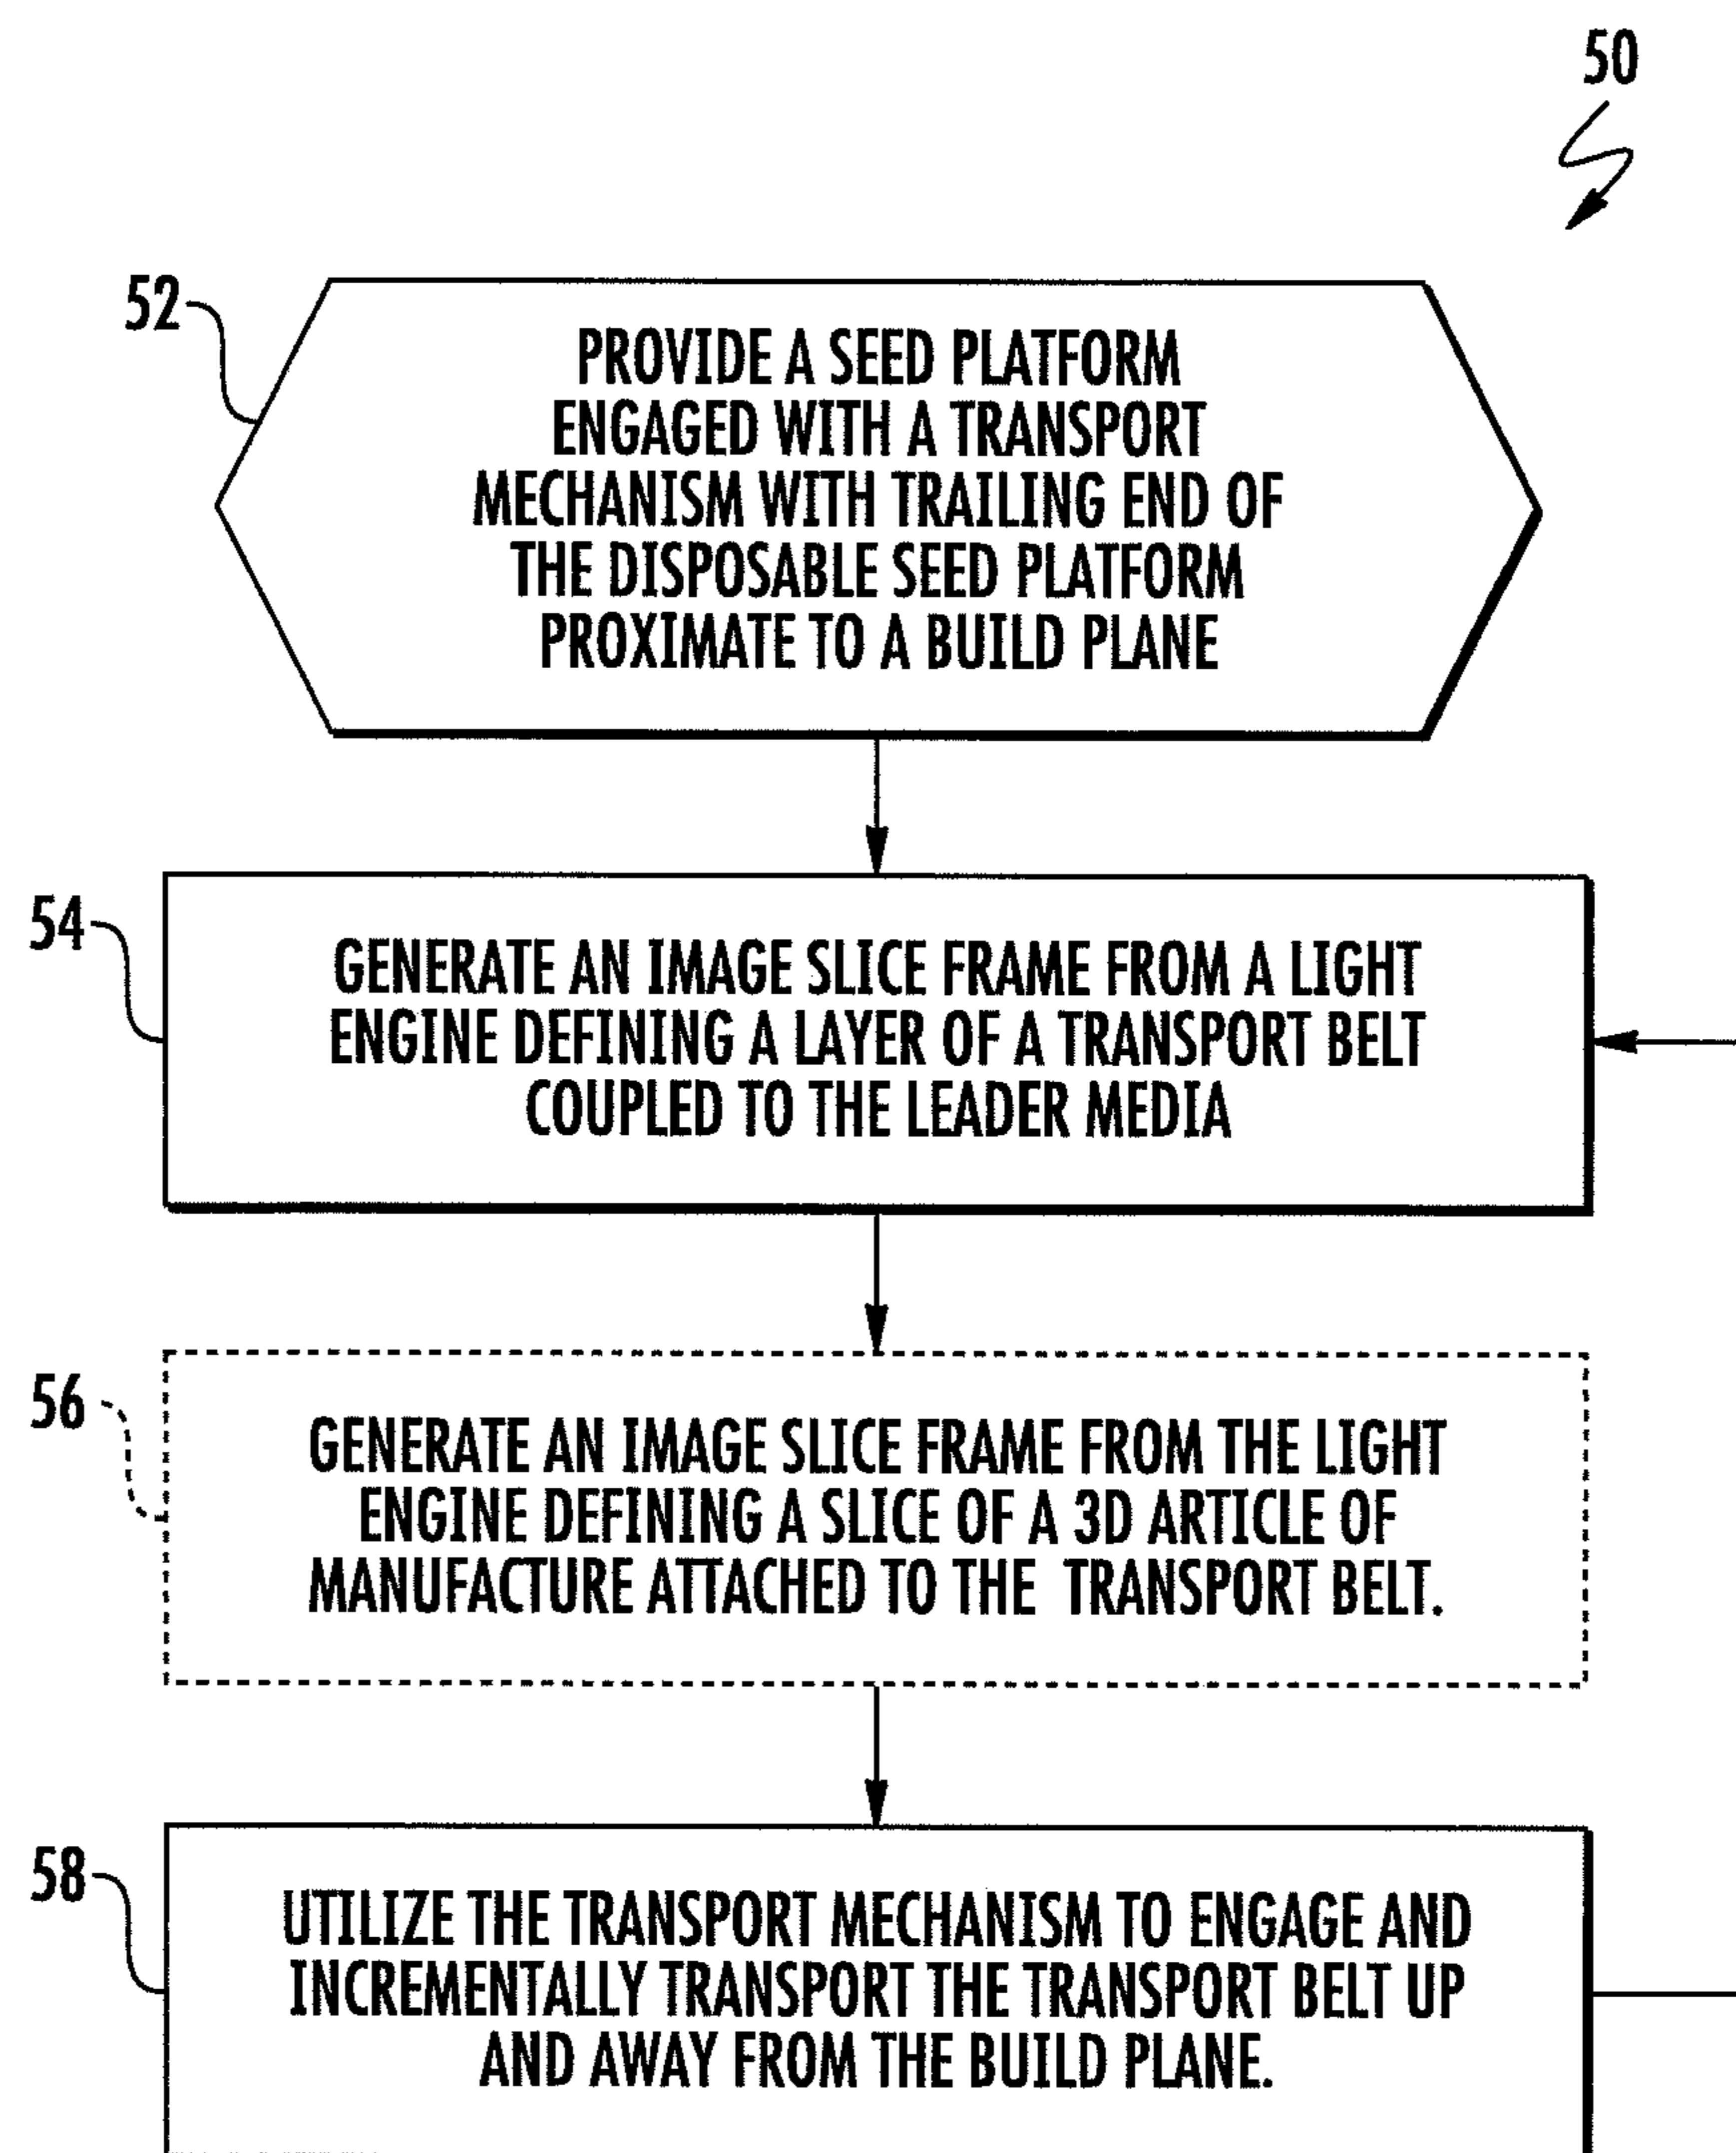 50
52
PROVIDE A SEED PLATFORM
ENGAGED WITH A TRANSPORT
MECHANISM WITH TRAILING END OF
THE DISPOSABLE SEED PLATFORM
PROXIMATE TO A BUILD PLANE
54
GENERATE AN IMAGE SLICE FRAME FROM A LIGHT
ENGINE DEFINING A LAYER OF A TRANSPORT BELT
COUPLED TO THE LEADER MEDIA
56
GENERATE AN IMAGE SLICE FRAME FROM THE LIGHT
ENGINE DEFINING A SLICE OF A 3D ARTICLE OF
MANUFACTURE ATTACHED TO THE TRANSPORT BELT.
58
UTILIZE THE TRANSPORT MECHANISM TO ENGAGE AND
INCREMENTALLY TRANSPORT THE TRANSPORT BELT UP
AND AWAY FROM THE BUILD PLANE.